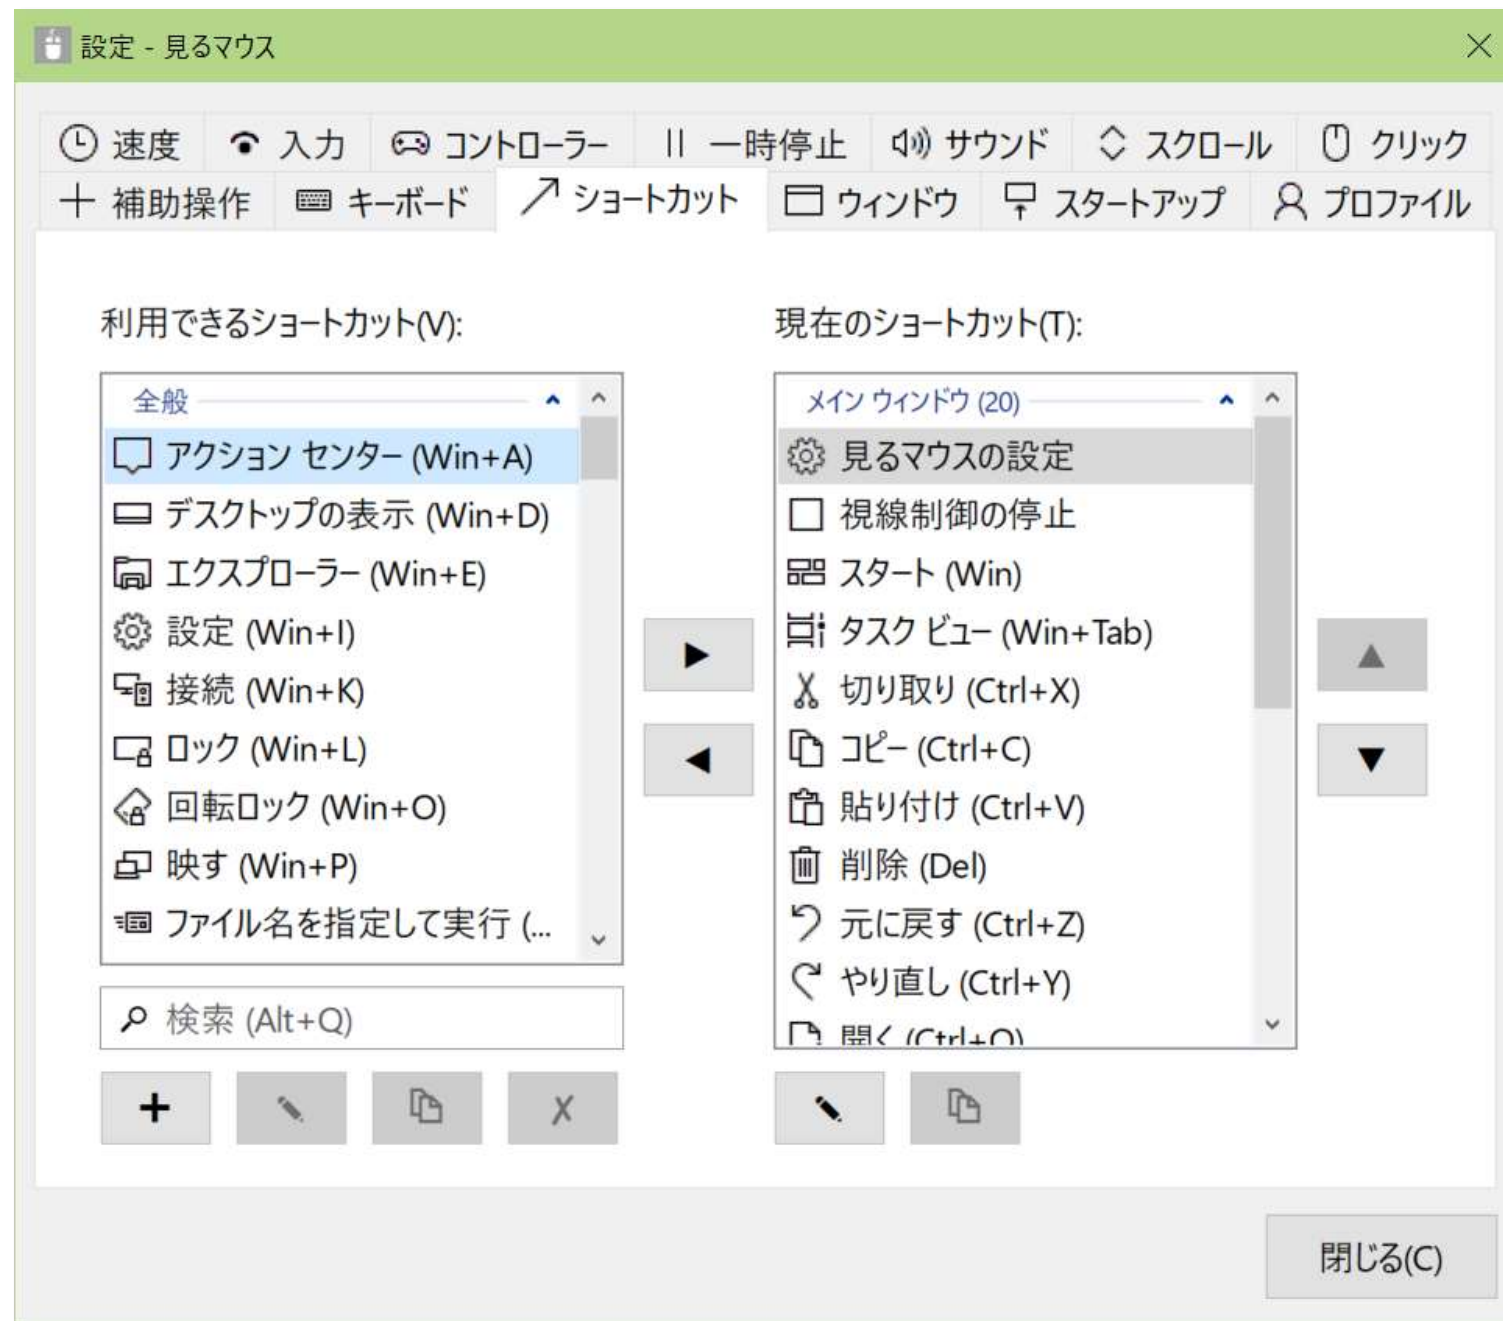 設定 - 見るマウス
速度 入力 コントローラー 一時停止 サウンド スクロール クリック
補助操作 キーボード ショートカット ウィンドウ スタートアップ プロファイル
利用できるショートカット(V):
全般
アクション センター (Win+A)
デスクトップの表示 (Win+D)
エクスプローラー (Win+E)
設定 (Win+I)
接続 (Win+K)
ロック (Win+L)
回転ロック (Win+O)
映す (Win+P)
ファイル名を指定して実行 (...
検索 (Alt+Q)
現在のショートカット(T):
メイン ウィンドウ (20)
見るマウスの設定
視線制御の停止
スタート (Win)
タスク ビュー (Win+Tab)
切り取り (Ctrl+X)
コピー (Ctrl+C)
貼り付け (Ctrl+V)
削除 (Del)
元に戻す (Ctrl+Z)
やり直し (Ctrl+Y)
開く (Ctrl+O)
閉じる(C)